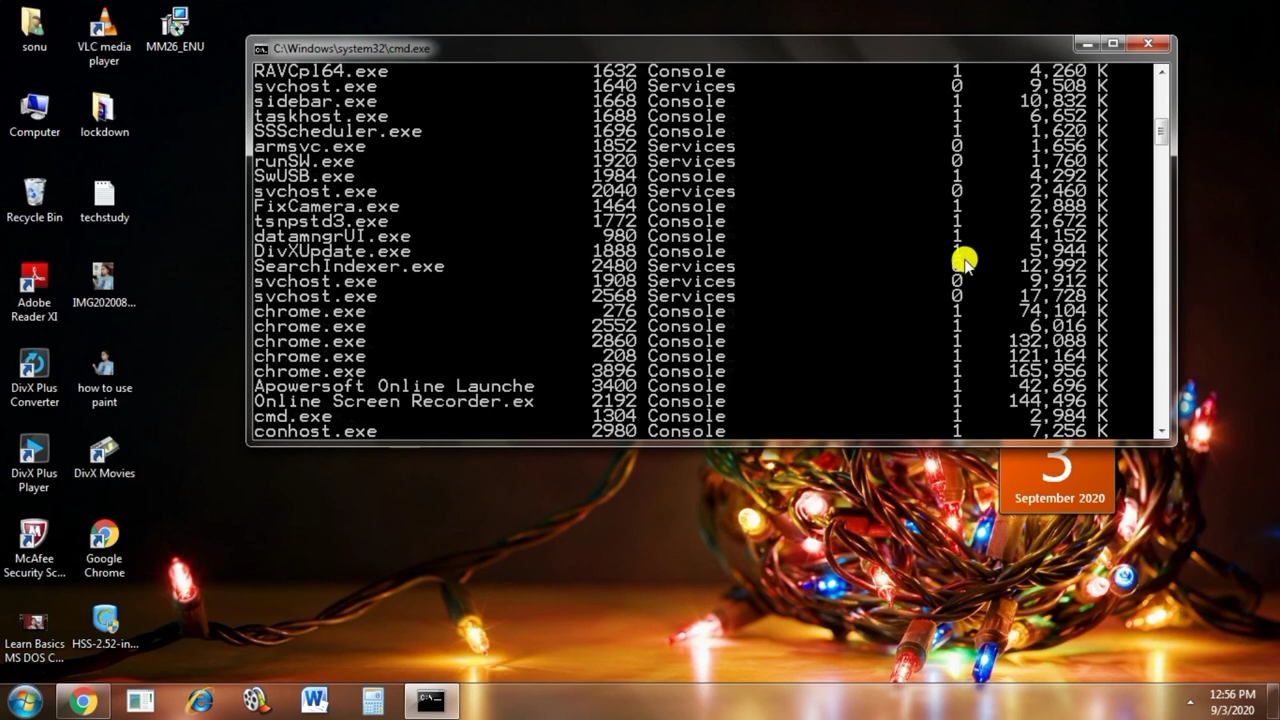 sonu
VLC media
player
MM26_ENU
Computer
lockdown
Recycle Bin
techstudy
Adobe
Reader XI
IMG202008...
DivX Plus
Converter
how to use
paint
DivX Plus
Player
DivX Movies
McAfee
Security Sc...
Google
Chrome
Learn Basics
MS DOS C...
HSS-2.52-in...
C:\Windows\system32\cmd.exe
RAVCpl64.exe 1632 Console 1 4,260 K
svchost.exe 1640 Services 0 9,508 K
sidebar.exe 1668 Console 1 10,832 K
taskhost.exe 1688 Console 1 6,652 K
SSScheduler.exe 1696 Console 1 1,620 K
armsvc.exe 1852 Services 0 1,656 K
runSW.exe 1920 Services 0 1,760 K
SwUSB.exe 1984 Console 1 4,292 K
svchost.exe 2040 Services 0 2,460 K
FixCamera.exe 1464 Console 1 2,888 K
tsnpstd3.exe 1772 Console 1 2,672 K
datamngrUI.exe 980 Console 1 4,152 K
DivXUpdate.exe 1888 Console 5,944 K
SearchIndexer.exe 2480 Services 12,992 K
svchost.exe 1908 Services 0 9,912 K
svchost.exe 2568 Services 0 17,728 K
chrome.exe 276 Console 1 74,104 K
chrome.exe 2552 Console 1 6,016 K
chrome.exe 2860 Console 1 132,088 K
chrome.exe 208 Console 1 121,164 K
chrome.exe 3896 Console 1 165,956 K
Apowersoft Online Launche 3400 Console 1 42,696 K
Online Screen Recorder.ex 2192 Console 1 144,496 K
cmd.exe 1304 Console 1 2,984 K
conhost.exe 2980 Console 1 7,256 K
3
September 2020
12:56 PM
9/3/2020